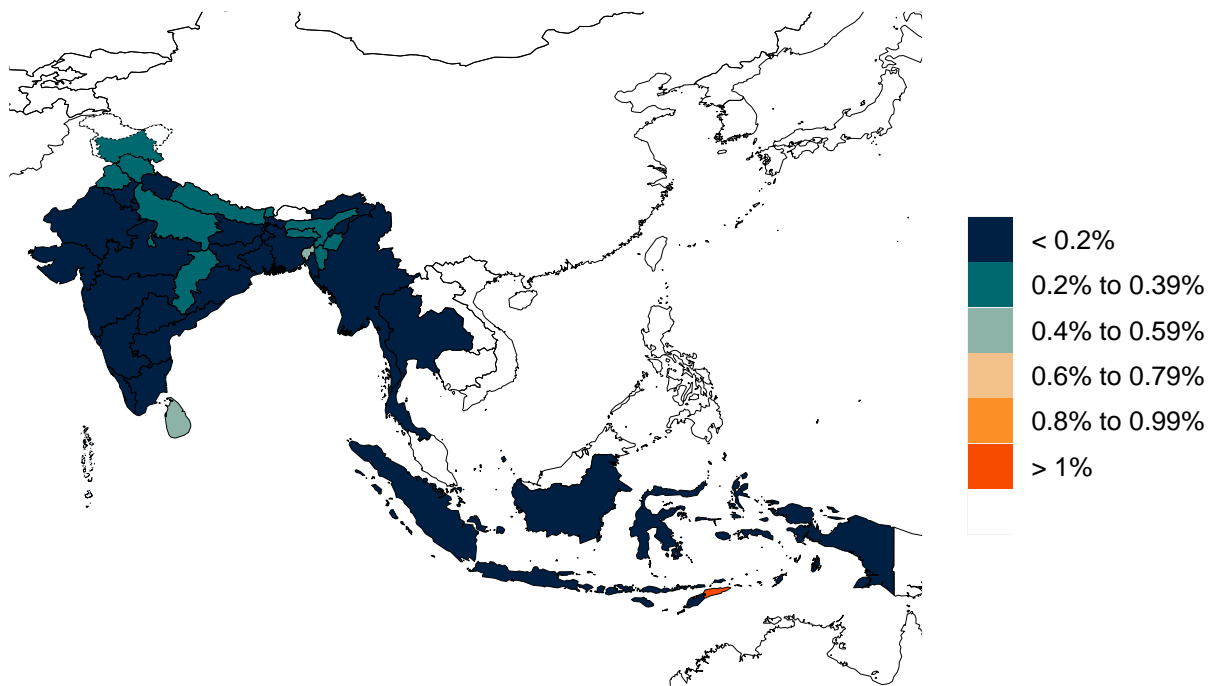 < 0.2%
0.2% to 0.39%
0.4% to 0.59%
0.6% to 0.79%
0.8% to 0.99%
> 1%